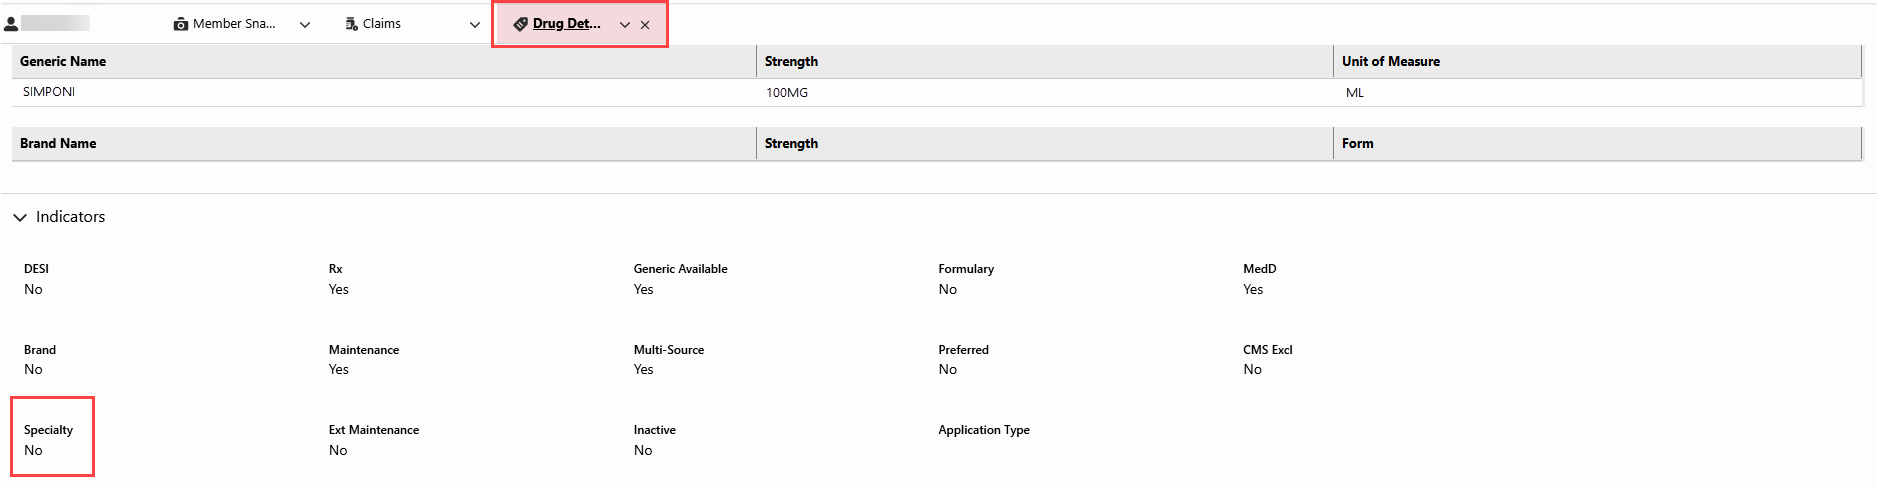 Member Sna... Claims Drug Det...
Generic Name Strength Unit of Measure
SIMPONI 100MG ML
Brand Name Strength Form
Indicators
DESI Rx Generic Available Formulary MedD
No Yes Yes No Yes
Brand Maintenance Multi-Source Preferred CMS Excl
No Yes Yes No No
Specialty Ext Maintenance Inactive Application Type
No No No